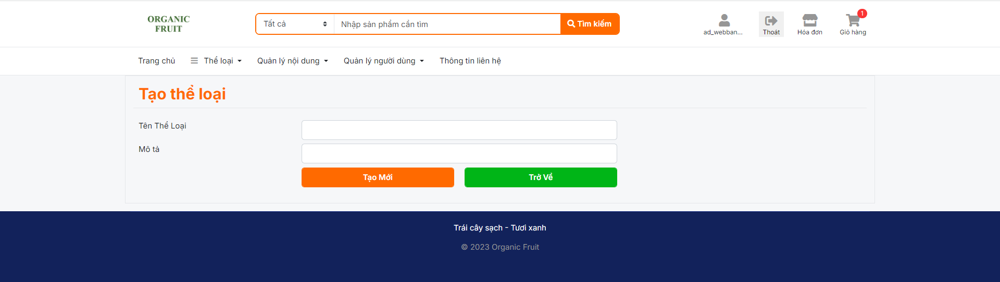 ORGANIC
FRUIT
Tất cả
Nhập sản phẩm cần tìm
Tìm kiếm
ad_webban...
Thoát
Hóa đơn
1
Giỏ hàng
Trang chủ
Thể loại
Quản lý nội dung
Quản lý người dùng
Thông tin liên hệ
Tạo thể loại
Tên Thể Loại
Mô tả
Tạo Mới
Trở Về
Trái cây sạch - Tươi xanh
© 2023 Organic Fruit